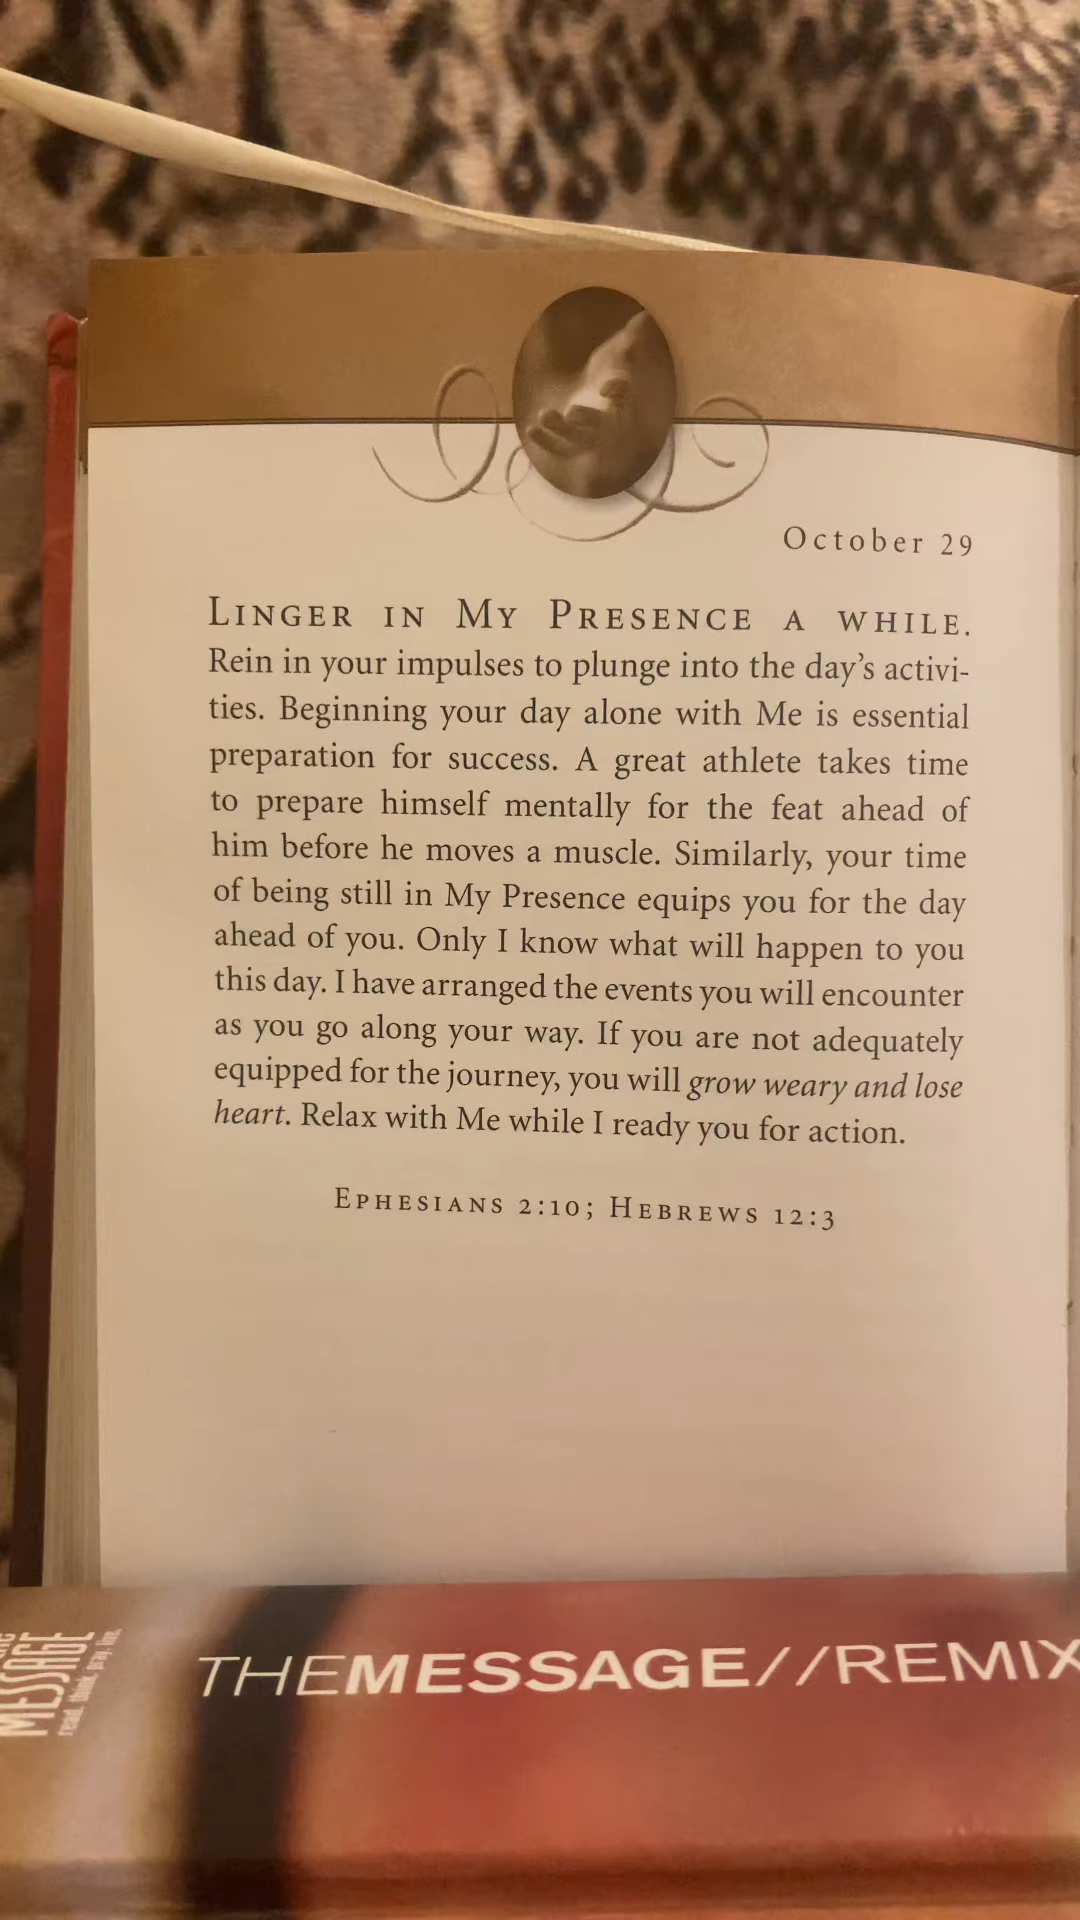 October 29
LINGER IN MY PRESENCE A WHILE.
Rein in your impulses to plunge into the day's activi-
ties. Beginning your day alone with Me is essential
preparation for success. A great athlete takes time
to prepare himself mentally for the feat ahead of
him before he moves a muscle. Similarly, your time
of being still in My Presence equips you for the day
ahead of you. Only I know what will happen to you
this day. I have arranged the events you will encounter
as you go along your way. If you are not adequately
equipped for the journey, you will grow weary and lose
heart. Relax with Me while I ready you for action.
EPHESIANS 2:10; HEBREWS 12:3
THEMESSAGE//REMIX
MESSAGE
read. think. pray. live.